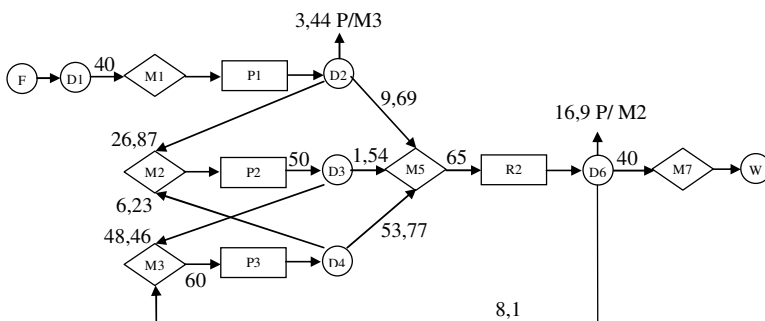 3,44 P/M3
40
F
D1
M1
P1
D2
9,69
16,9 P/ M2
26,87
50
1,54
65
40
M2
P2
D3
M5
R2
D6
M7
W
6,23
48,46
53,77
M3
P3
D4
60
8,1